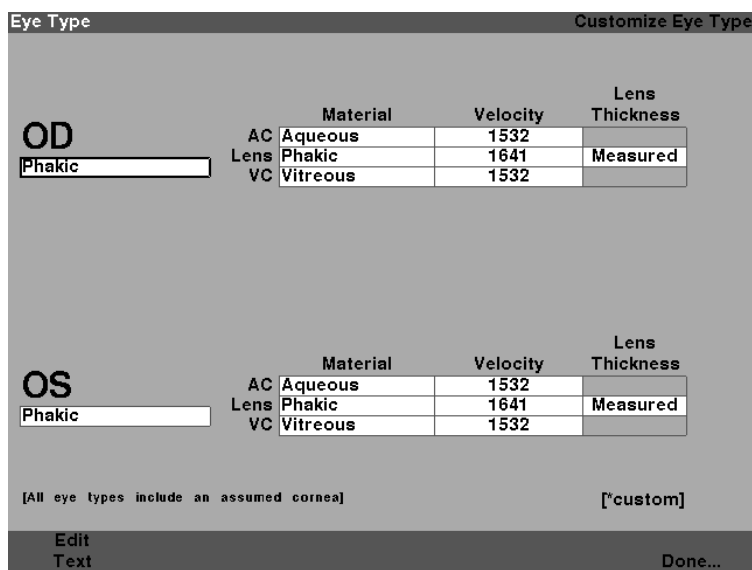 Eye Type Customize Eye Type
Lens
Material Velocity Thickness
OD
AC Aqueous 1532
Lens Phakic 1641 Measured
Phakic
VC Vitreous 1532
Lens
Material Velocity Thickness
OS
AC Aqueous 1532
Lens Phakic 1641 Measured
Phakic
VC Vitreous 1532
[All eye types include an assumed cornea] [*custom]
Edit
Text Done...